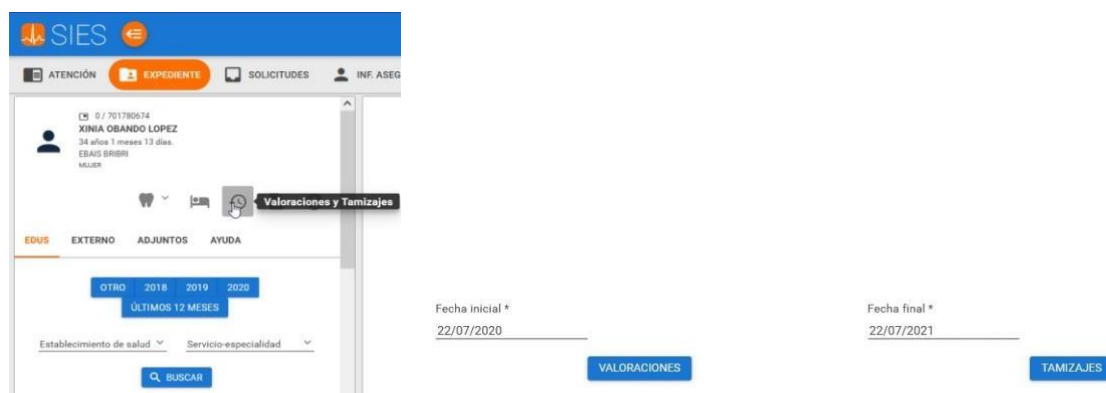 SIES
ATENCIÓN EXPEDIENTE SOLICITUDES INF. ASEG
0 / 701780674
XINIA OBANDO LOPEZ
34 años 1 meses 13 días.
EBAIS BRIBRI
MUJER
Valoraciones y Tamizajes
EDUS EXTERNO ADJUNTOS AYUDA
OTRO 2018 2019 2020
ÚLTIMOS 12 MESES
Establecimiento de salud Servicio-especialidad
BUSCAR
Fecha inicial * Fecha final *
22/07/2020 22/07/2021
VALORACIONES TAMIZAJES